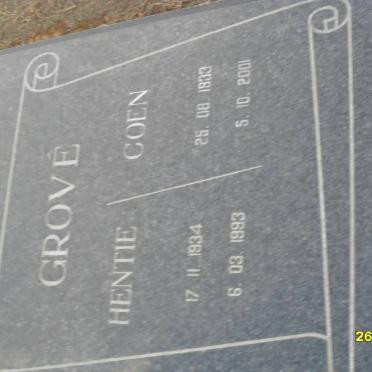 GROVÉ
HENTIE COEN
17. 11. 1934 25. 08. 1933
6. 03. 1993 5. 10. 2001
26